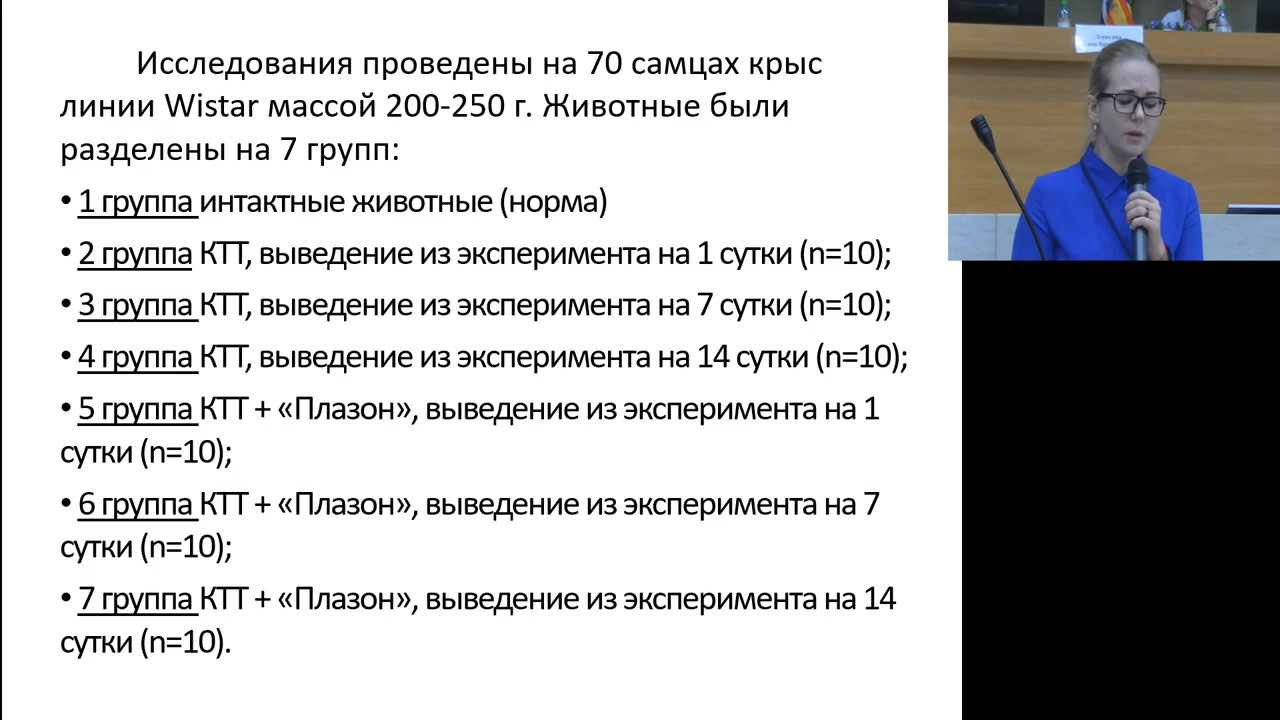 Исследования проведены на 70 самцах крыс
линии Wistar массой 200-250 г. Животные были
разделены на 7 групп:
• 1 группа интактные животные (норма)
• 2 группа КТТ, выведение из эксперимента на 1 сутки (n=10);
• 3 группа КТТ, выведение из эксперимента на 7 сутки (n=10);
• 4 группа КТТ, выведение из эксперимента на 14 сутки (n=10);
• 5 группа КТТ + «Плазон», выведение из эксперимента на 1
сутки (n=10);
• 6 группа КТТ + «Плазон», выведение из эксперимента на 7
сутки (n=10);
• 7 группа КТТ + «Плазон», выведение из эксперимента на 14
сутки (n=10).